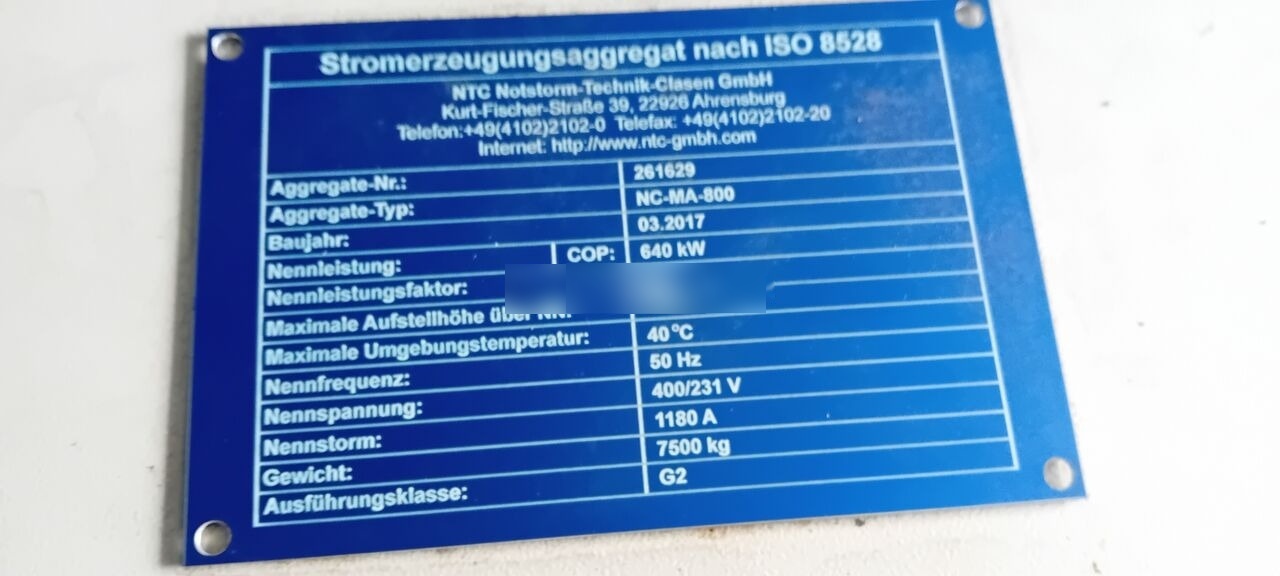 Stromerzeugungsaggregat nach ISO 8528
NTC Notstorm-Technik-Clasen GmbH
Kurt-Fischer-Straße 39, 22926 Ahrensburg
Telefon:+49(4102)2102-0 Telefax: +49(4102)2102-20
Internet: http://www.ntc-gmbh.com
Aggregate-Nr.: 261629
Aggregate-Typ: NC-MA-800
Baujahr: 03.2017
Nennleistung: COP: 640 kW
Nennleistungsfaktor:
Maximale Aufstellhöhe über NN:
Maximale Umgebungstemperatur: 40 °C
Nennfrequenz: 50 Hz
Nennspannung: 400/231 V
Nennstorm: 1180 A
Gewicht: 7500 kg
Ausführungsklasse: G2